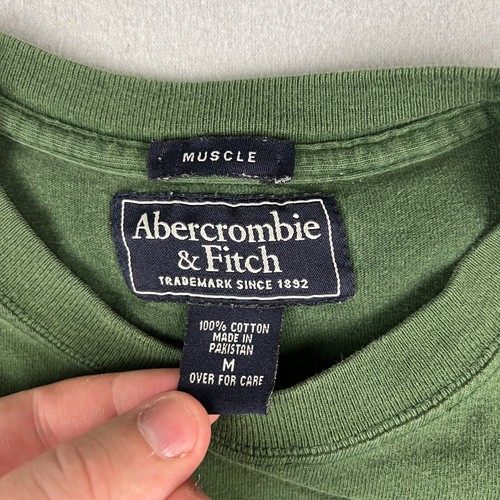 MUSCLE
Abercrombie
& Fitch
TRADEMARK SINCE 1892
100% COTTON
MADE IN
PAKISTAN
M
OVER FOR CARE